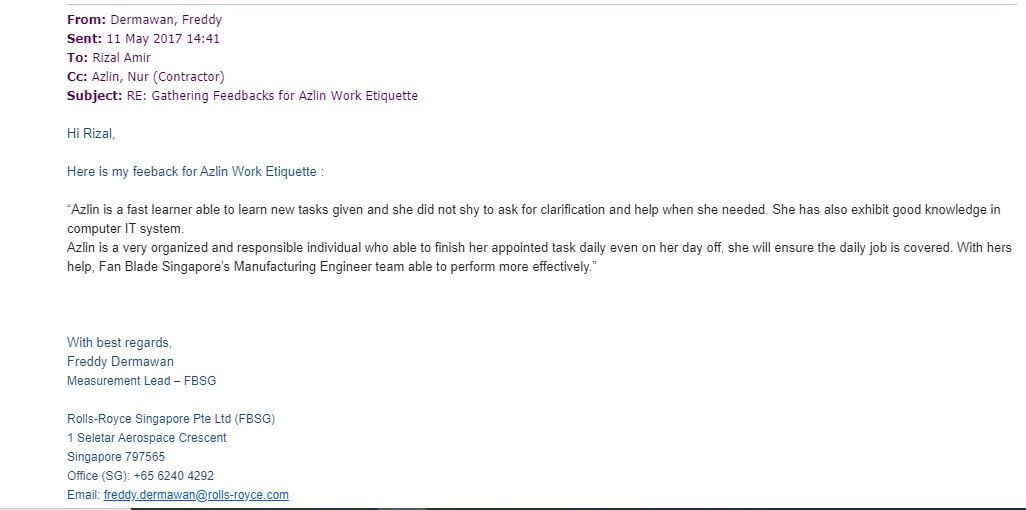 From: Dermawan, Freddy
Sent: 11 May 2017 14:41
To: Rizal Amir
Cc: Azlin, Nur (Contractor)
Subject: RE: Gathering Feedbacks for Azlin Work Etiquette
Hi Rizal,
Here is my feeback for Azlin Work Etiquette :
“Azlin is a fast learner able to learn new tasks given and she did not shy to ask for clarification and help when she needed. She has also exhibit good knowledge in
computer IT system.
Azlin is a very organized and responsible individual who able to finish her appointed task daily even on her day off, she will ensure the daily job is covered. With hers
help, Fan Blade Singapore’s Manufacturing Engineer team able to perform more effectively.”
With best regards,
Freddy Dermawan
Measurement Lead – FBSG
Rolls-Royce Singapore Pte Ltd (FBSG)
1 Seletar Aerospace Crescent
Singapore 797565
Office (SG): +65 6240 4292
Email: freddy.dermawan@rolls-royce.com